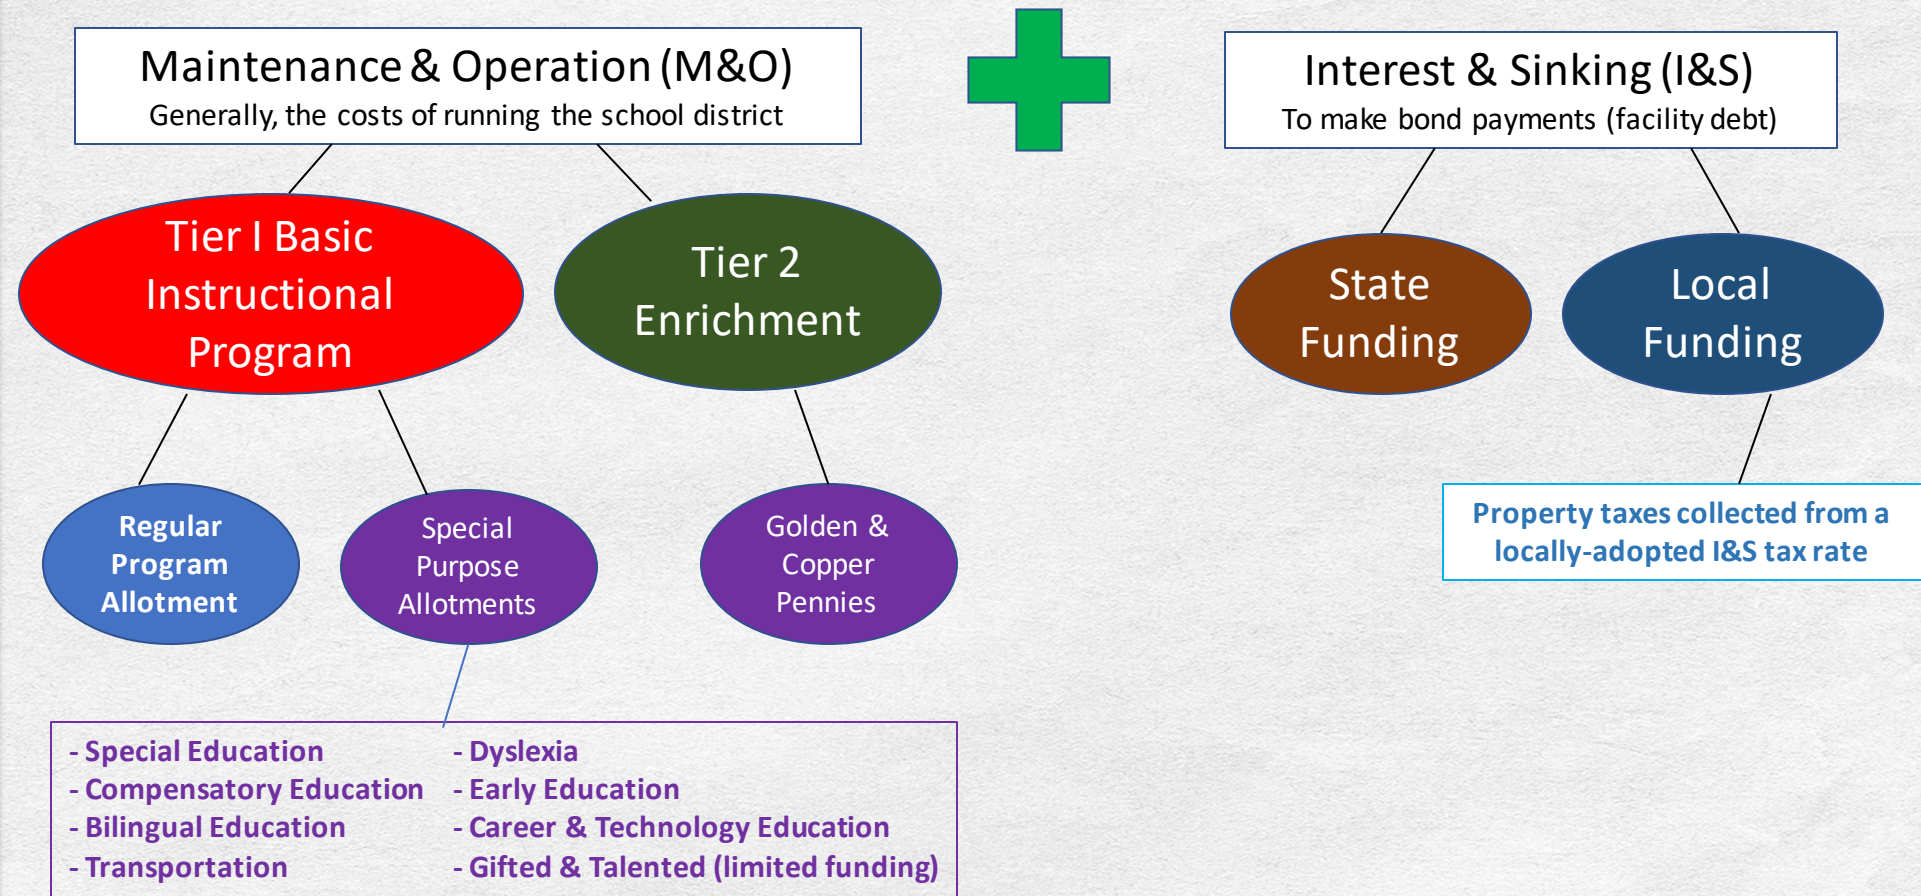 Maintenance & Operation (M&O)
Generally, the costs of running the school district
Interest & Sinking (I&S)
To make bond payments (facility debt)
Tier I Basic
Instructional
Program
Tier 2
Enrichment
State
Funding
Local
Funding
Regular
Program
Allotment
Special
Purpose
Allotments
Golden &
Copper
Pennies
Property taxes collected from a
locally-adopted I&S tax rate
- Special Education
- Compensatory Education
- Bilingual Education
- Transportation
- Dyslexia
- Early Education
- Career & Technology Education
- Gifted & Talented (limited funding)